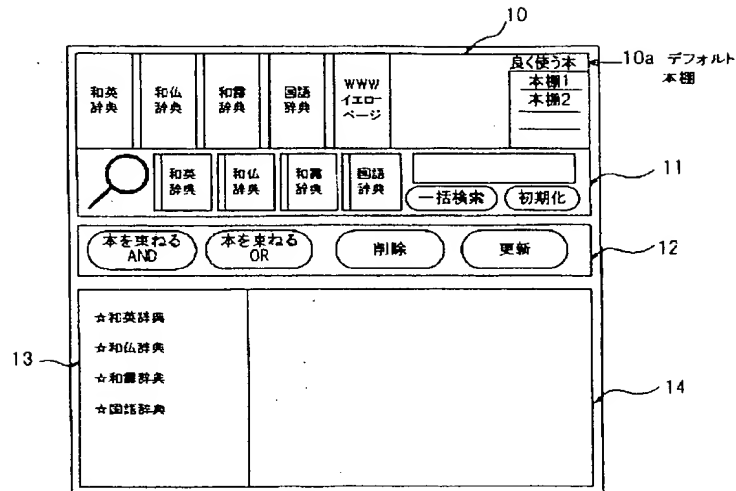 10
良く使う本
10a デフォルト
本棚
和英
辞典
和仏
辞典
和露
辞典
国語
辞典
WWW
イエロー
ページ
本棚1
本棚2
和英
辞典
和仏
辞典
和露
辞典
国語
辞典
一括検索
初期化
11
本を束ねる
AND
本を束ねる
OR
削除
更新
12
☆和英辞典
☆和仏辞典
☆和露辞典
☆国語辞典
13
14